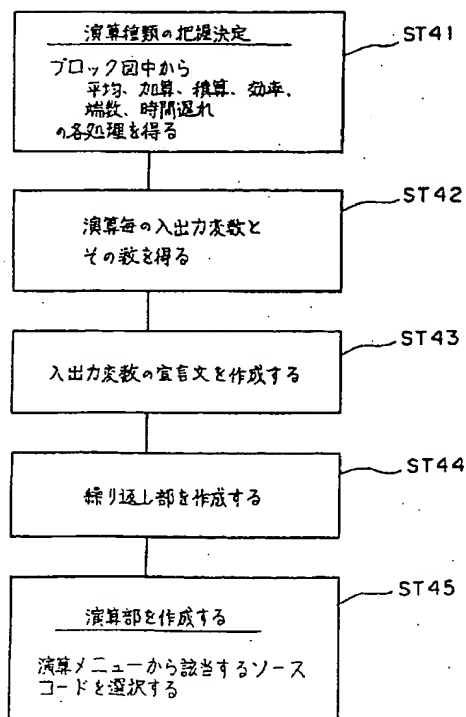 演算種類の把握決定
ST41
ブロック図中から
平均、加算、積算、効率、
端数、時間遅れ
の各処理を得る
ST42
演算毎の入出力変数と
その数を得る
ST43
入出力変数の宣言文を作成する
ST44
繰り返し部を作成する
ST45
演算部を作成する
演算メニューから該当するソース
コードを選択する